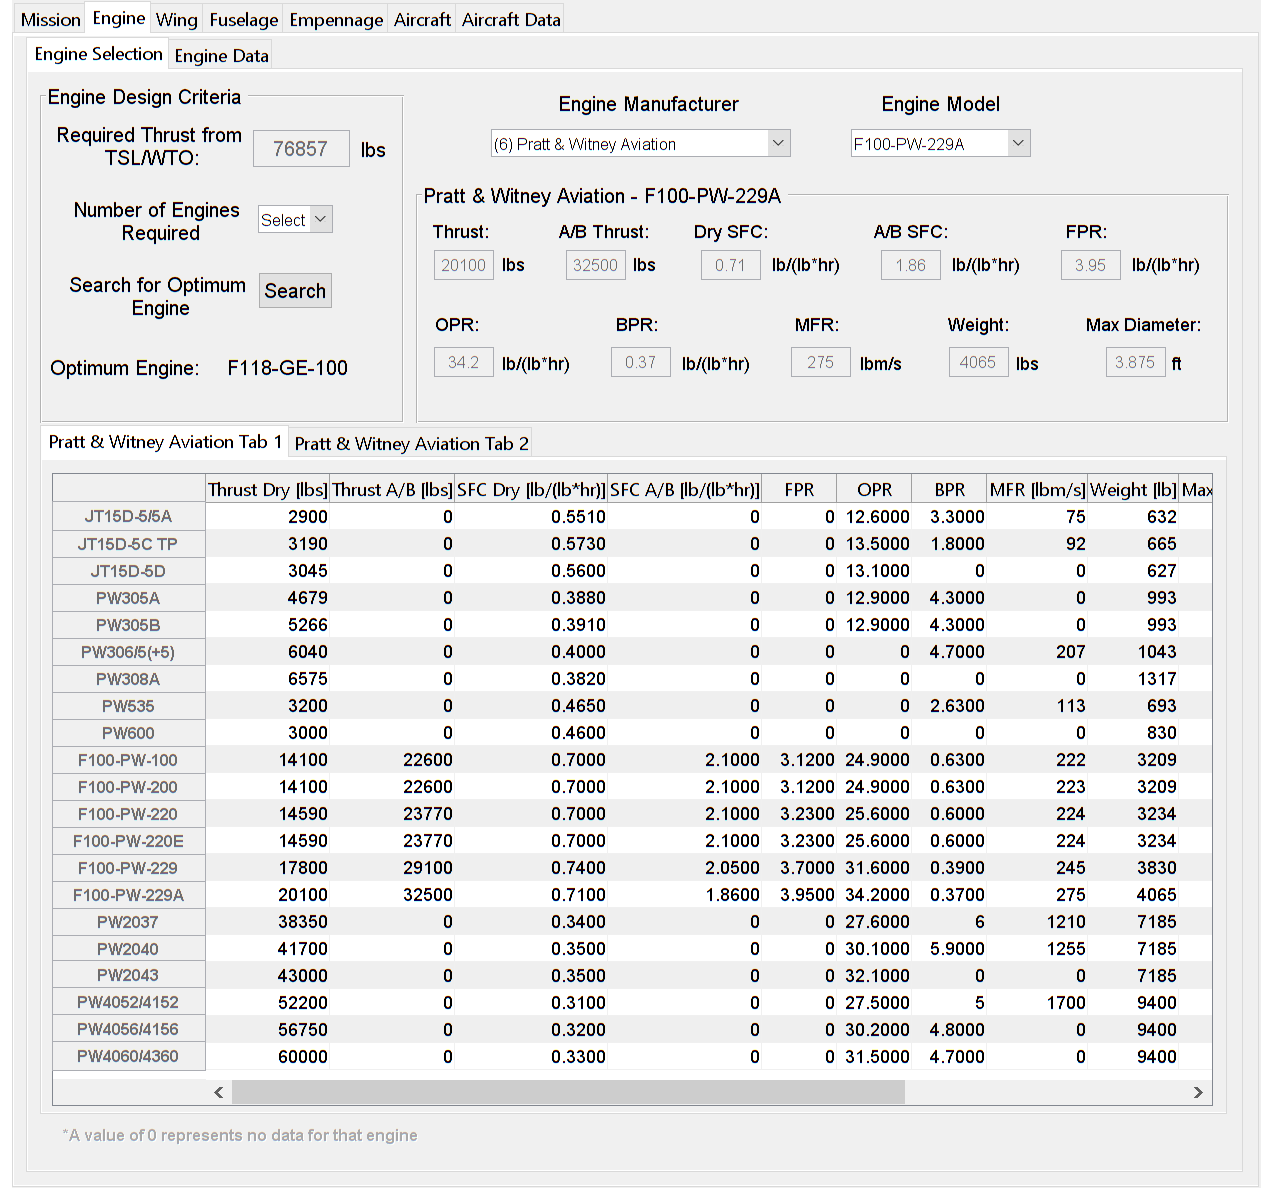 Mission Engine Wing Fuselage Empennage Aircraft Aircraft Data
Engine Selection Engine Data
Engine Design Criteria
Required Thrust from
TSL/WTO: 76857 lbs
Number of Engines
Required Select
Search for Optimum
Engine Search
Optimum Engine: F118-GE-100
Engine Manufacturer Engine Model
(6) Pratt & Witney Aviation F100-PW-229A
Pratt & Witney Aviation - F100-PW-229A
Thrust: A/B Thrust: Dry SFC: A/B SFC: FPR:
20100 lbs 32500 lbs 0.71 lb/(lb*hr) 1.86 lb/(lb*hr) 3.95 lb/(lb*hr)
OPR: BPR: MFR: Weight: Max Diameter:
34.2 lb/(lb*hr) 0.37 lb/(lb*hr) 275 lbm/s 4065 lbs 3.875 ft
Pratt & Witney Aviation Tab 1 Pratt & Witney Aviation Tab 2
Thrust Dry [lbs] Thrust A/B [lbs] SFC Dry [lb/(lb*hr)] SFC A/B [lb/(lb*hr)] FPR OPR BPR MFR [lbm/s] Weight [lb] Max
JT15D-5/5A 2900 0 0.5510 0 0 12.6000 3.3000 75 632
JT15D-5C TP 3190 0 0.5730 0 0 13.5000 1.8000 92 665
JT15D-5D 3045 0 0.5600 0 0 13.1000 0 0 627
PW305A 4679 0 0.3880 0 0 12.9000 4.3000 0 993
PW305B 5266 0 0.3910 0 0 12.9000 4.3000 0 993
PW306/5(+5) 6040 0 0.4000 0 0 0 4.7000 207 1043
PW308A 6575 0 0.3820 0 0 0 0 0 1317
PW535 3200 0 0.4650 0 0 0 2.6300 113 693
PW600 3000 0 0.4600 0 0 0 0 0 830
F100-PW-100 14100 22600 0.7000 2.1000 3.1200 24.9000 0.6300 222 3209
F100-PW-200 14100 22600 0.7000 2.1000 3.1200 24.9000 0.6300 223 3209
F100-PW-220 14590 23770 0.7000 2.1000 3.2300 25.6000 0.6000 224 3234
F100-PW-220E 14590 23770 0.7000 2.1000 3.2300 25.6000 0.6000 224 3234
F100-PW-229 17800 29100 0.7400 2.0500 3.7000 31.6000 0.3900 245 3830
F100-PW-229A 20100 32500 0.7100 1.8600 3.9500 34.2000 0.3700 275 4065
PW2037 38350 0 0.3400 0 0 27.6000 6 1210 7185
PW2040 41700 0 0.3500 0 0 30.1000 5.9000 1255 7185
PW2043 43000 0 0.3500 0 0 32.1000 0 0 7185
PW4052/4152 52200 0 0.3100 0 0 27.5000 5 1700 9400
PW4056/4156 56750 0 0.3200 0 0 30.2000 4.8000 0 9400
PW4060/4360 60000 0 0.3300 0 0 31.5000 4.7000 0 9400
*A value of 0 represents no data for that engine